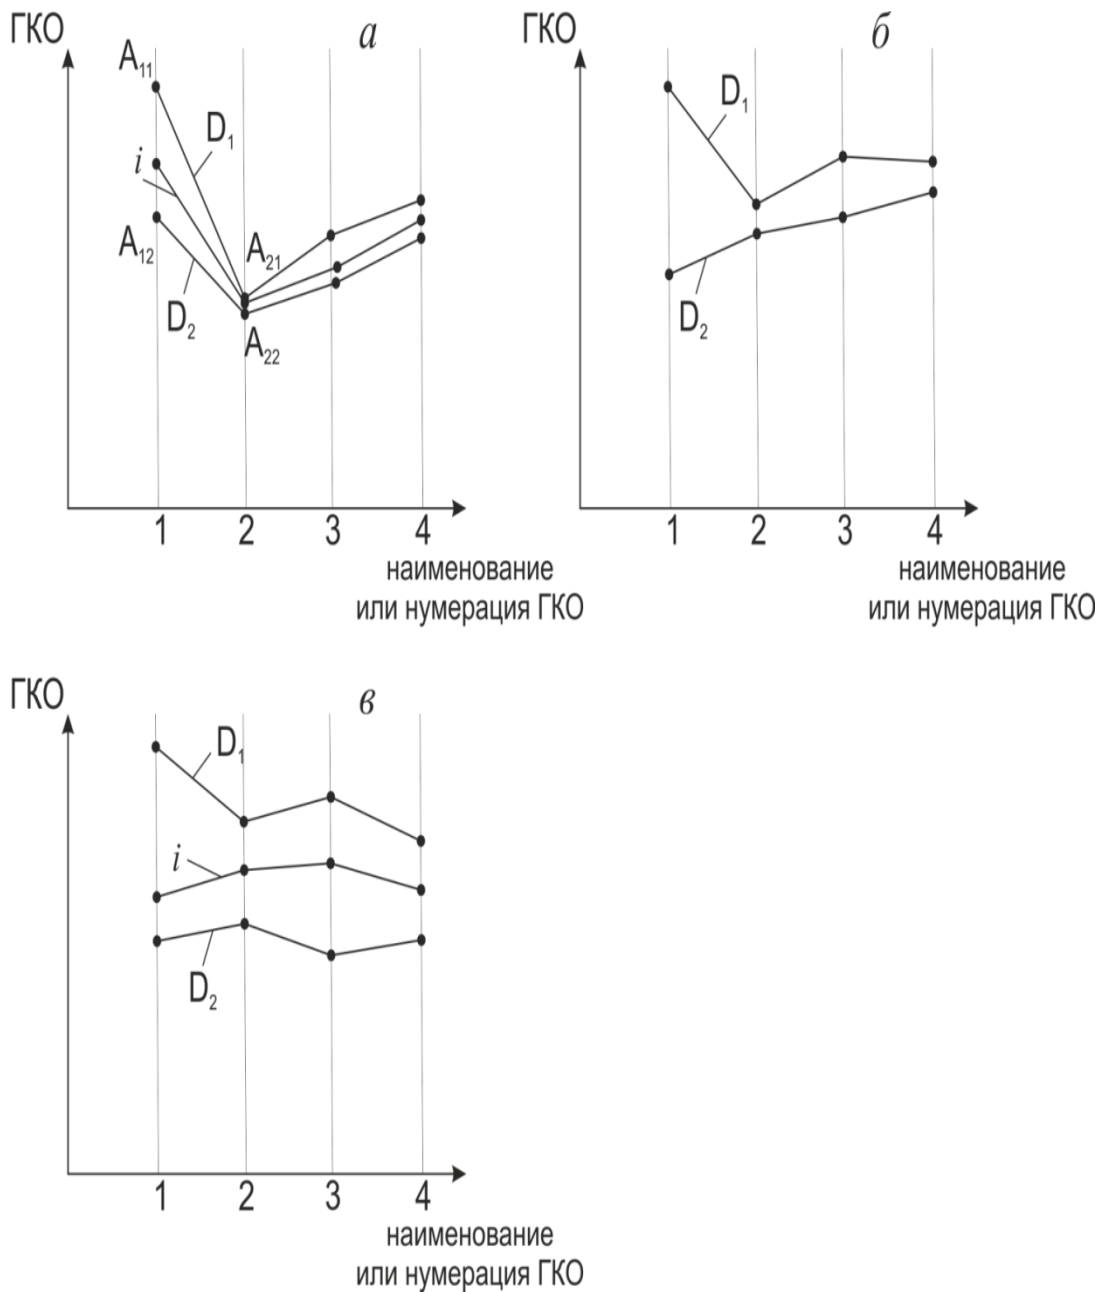 ГКО
а
A11
D1
i
A12
A21
D2
A22
1 2 3 4
наименование
или нумерация ГКО
ГКО
б
D1
D2
1 2 3 4
наименование
или нумерация ГКО
ГКО
в
D1
i
D2
1 2 3 4
наименование
или нумерация ГКО